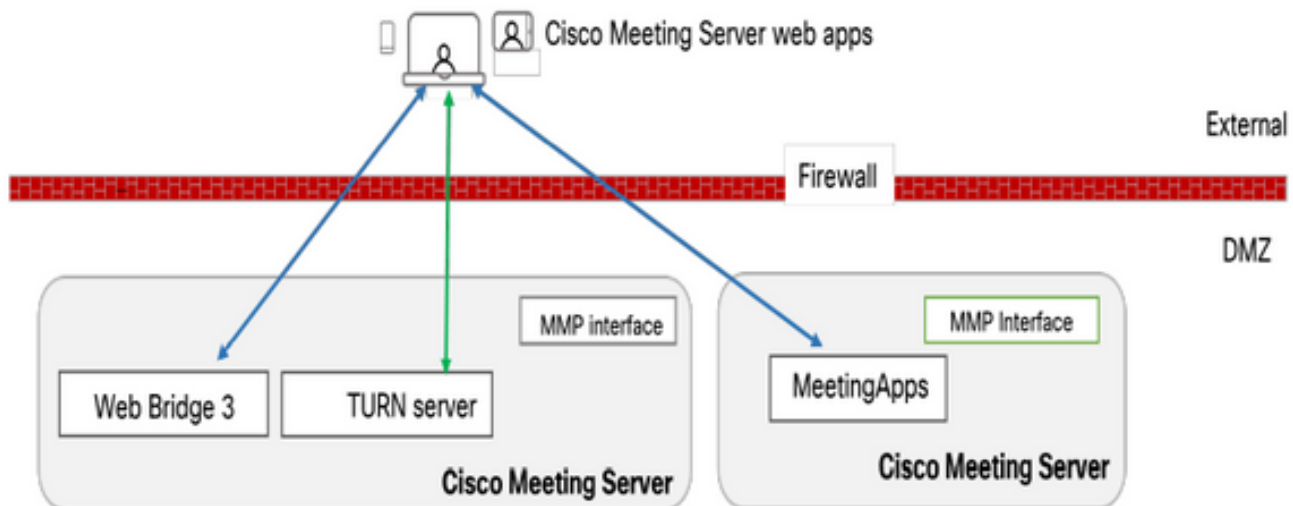 Cisco Meeting Server web apps
External
Firewall
DMZ
MMP interface
Web Bridge 3
TURN server
Cisco Meeting Server
MMP Interface
MeetingApps
Cisco Meeting Server